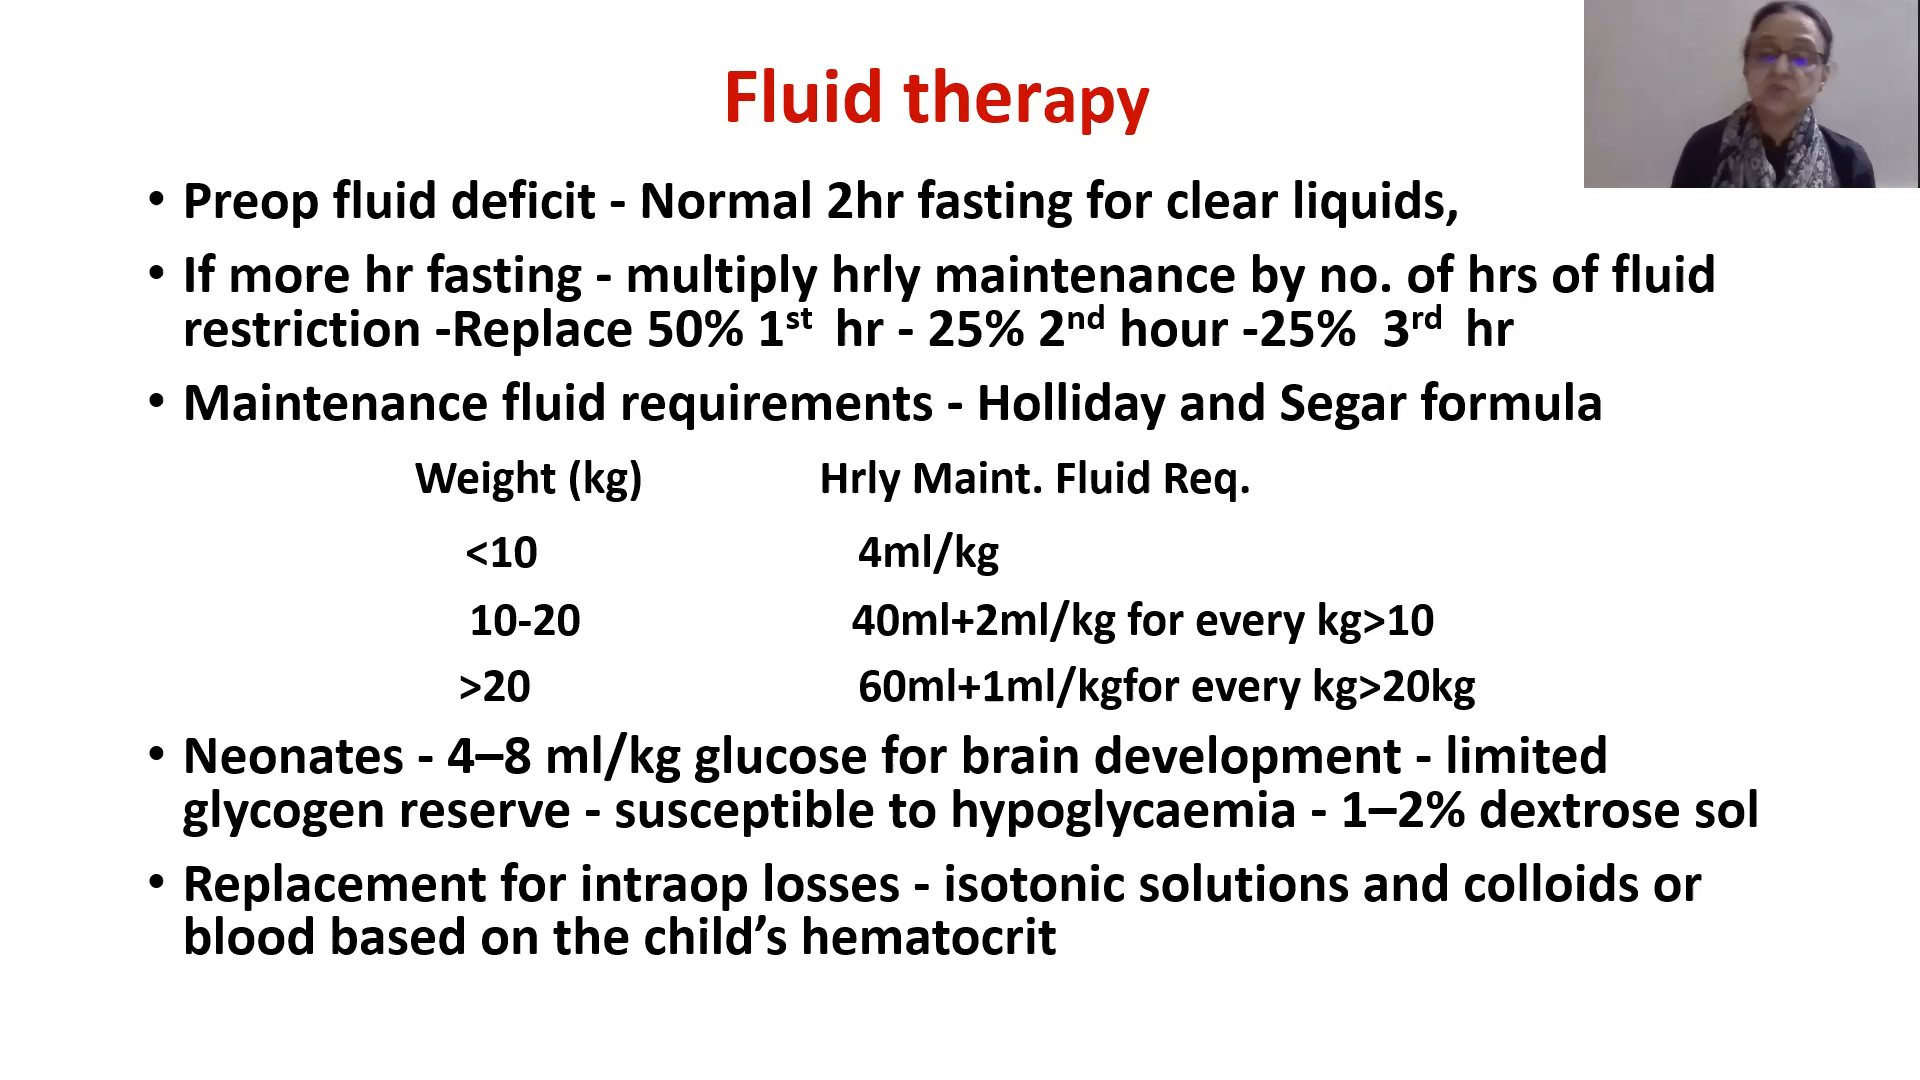 Fluid therapy
• Preop fluid deficit - Normal 2hr fasting for clear liquids,
• If more hr fasting - multiply hrly maintenance by no. of hrs of fluid
restriction -Replace 50% 1st hr - 25% 2nd hour -25% 3rd hr
• Maintenance fluid requirements - Holliday and Segar formula
Weight (kg) Hrly Maint. Fluid Req.
<10 4ml/kg
10-20 40ml+2ml/kg for every kg>10
>20 60ml+1ml/kgfor every kg>20kg
• Neonates - 4–8 ml/kg glucose for brain development - limited
glycogen reserve - susceptible to hypoglycaemia - 1–2% dextrose sol
• Replacement for intraop losses - isotonic solutions and colloids or
blood based on the child’s hematocrit